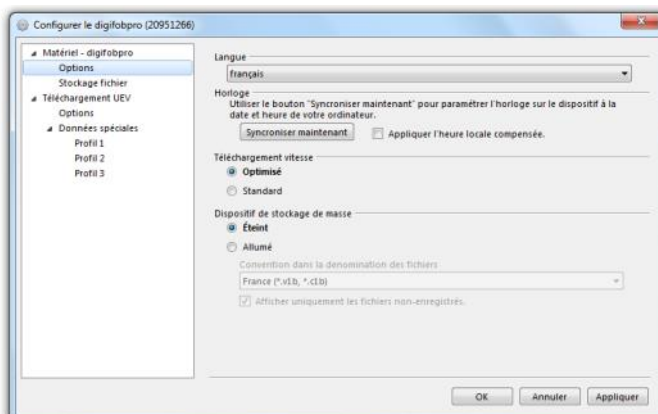 Configurer le digifobpro (20951266)
Matériel - digifobpro
Options
Stockage fichier
Téléchargement UEV
Options
Données spéciales
Profil 1
Profil 2
Profil 3
Langue
français
Horloge
Utiliser le bouton "Syncroniser maintenant" pour paramétrer l'horloge sur le dispositif à la
date et heure de votre ordinateur.
Syncroniser maintenant
Appliquer l'heure locale compensée.
Téléchargement vitesse
Optimisé
Standard
Dispositif de stockage de masse
Éteint
Allumé
Convention dans la denomination des fichiers
France (*.v1b, *.c1b)
Afficher uniquement les fichiers non-enregistrés.
OK
Annuler
Appliquer